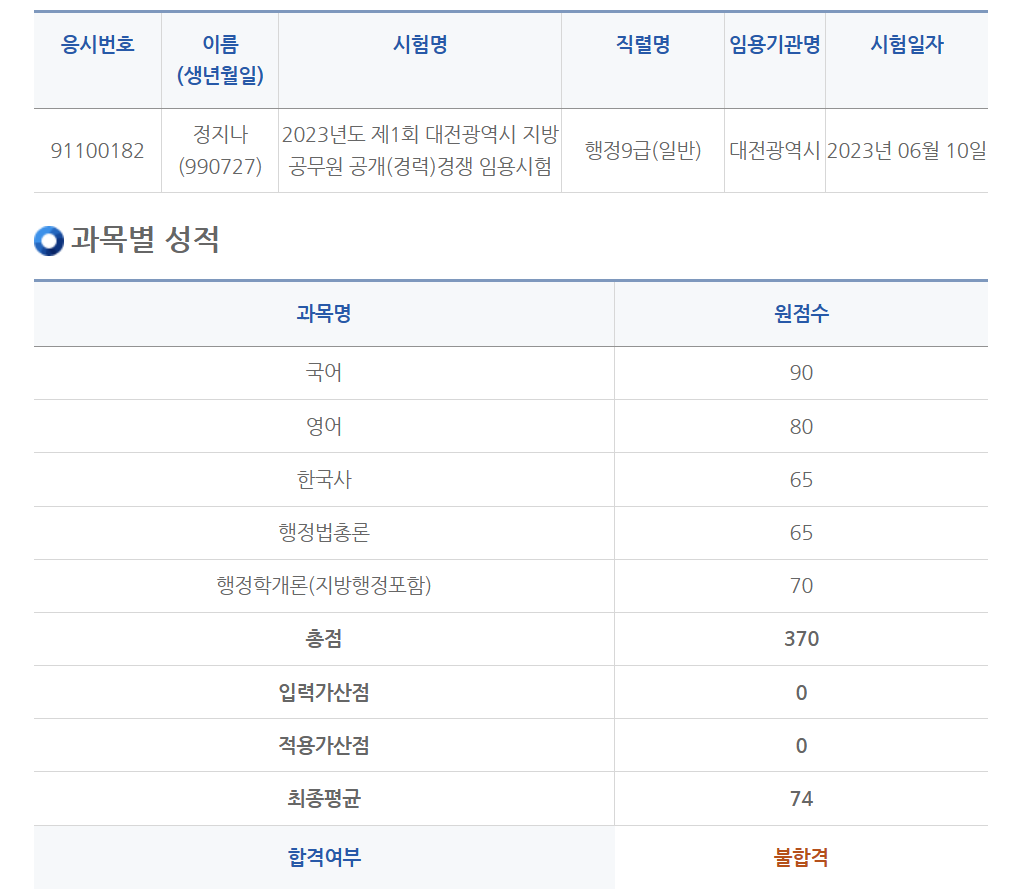 응시번호 이름 (생년월일) 시험명 직렬명 임용기관명 시험일자
91100182 정지나 (990727) 2023년도 제1회 대전광역시 지방공무원 공개(경력)경쟁 임용시험 행정9급(일반) 대전광역시 2023년 06월 10일
과목별 성적
과목명 원점수
국어 90
영어 80
한국사 65
행정법총론 65
행정학개론(지방행정포함) 70
총점 370
입력가산점 0
적용가산점 0
최종평균 74
합격여부 불합격